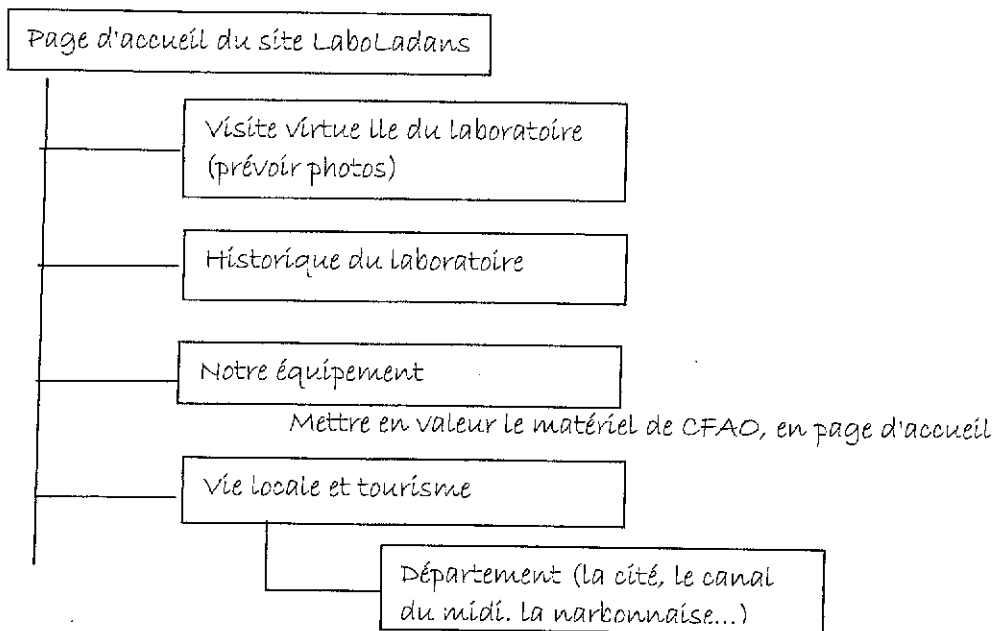 Page d'accueil du site LaboLadans
Visite virtue lle du laboratoire
(prévoir photos)
Historique du laboratoire
Notre équipement
Mettre en valeur le matériel de CFAO, en page d'accueil
Vie locale et tourisme
Département (la cité, le canal
du midi. la narbonnaise...)